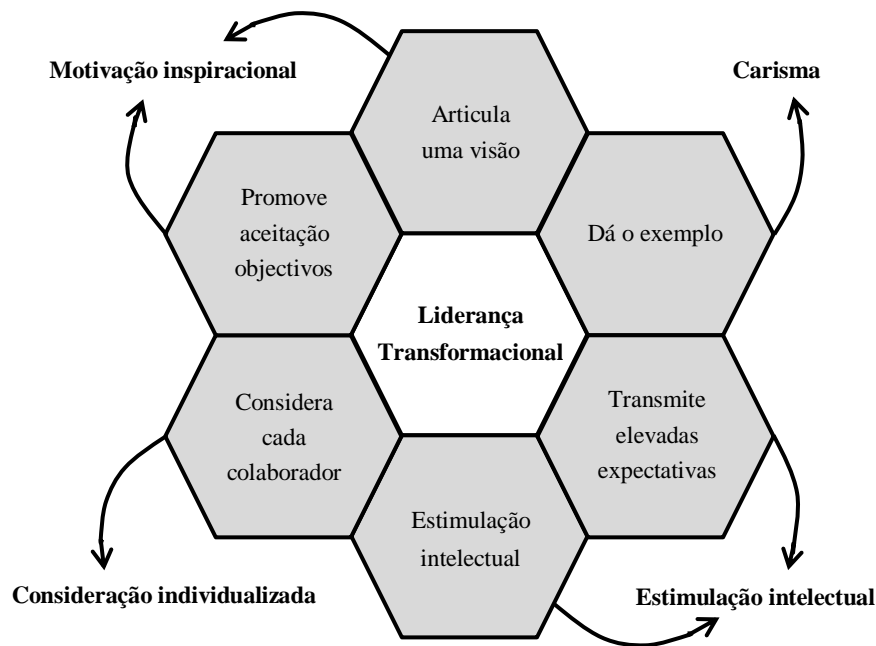 Motivação inspiracional
Carisma
Articula
uma visão
Promove
aceitação
objectivos
Dá o exemplo
Liderança
Transformacional
Considera
cada
colaborador
Transmite
elevadas
expectativas
Estimulação
intelectual
Consideração individualizada
Estimulação intelectual